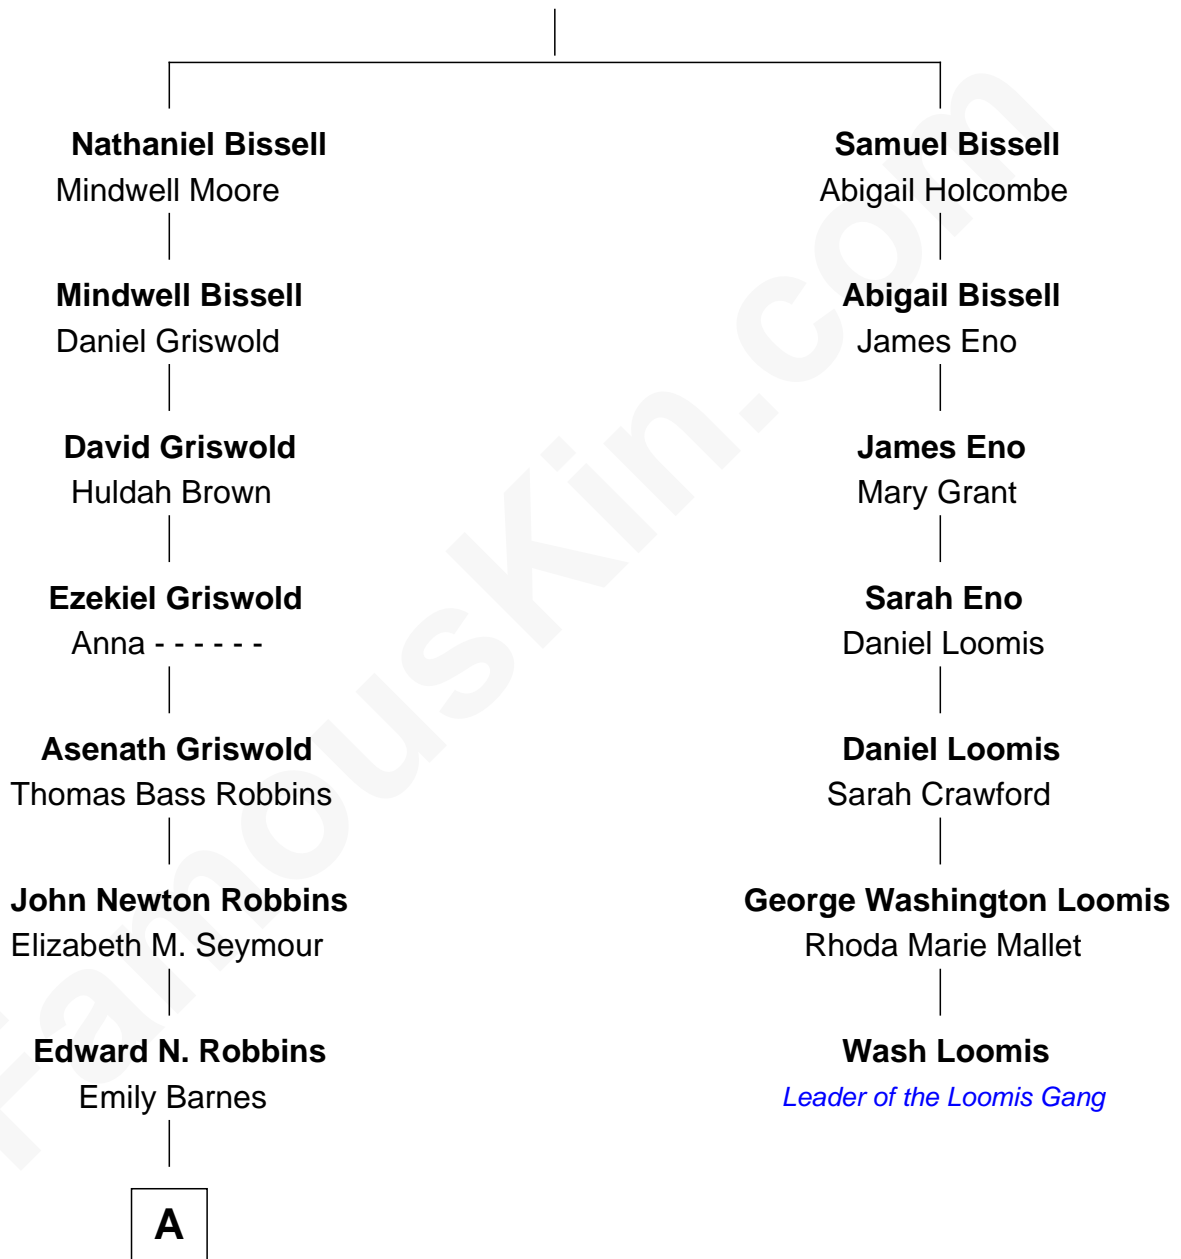 Nathaniel Bissell
Mindwell Moore
Samuel Bissell
Abigail Holcombe
Mindwell Bissell
Daniel Griswold
Abigail Bissell
James Eno
David Griswold
Huldah Brown
James Eno
Mary Grant
Ezekiel Griswold
Anna - - - - - -
Sarah Eno
Daniel Loomis
Asenath Griswold
Thomas Bass Robbins
Daniel Loomis
Sarah Crawford
John Newton Robbins
Elizabeth M. Seymour
George Washington Loomis
Rhoda Marie Mallet
Edward N. Robbins
Emily Barnes
Wash Loomis
Leader of the Loomis Gang
A
FamousKin.com